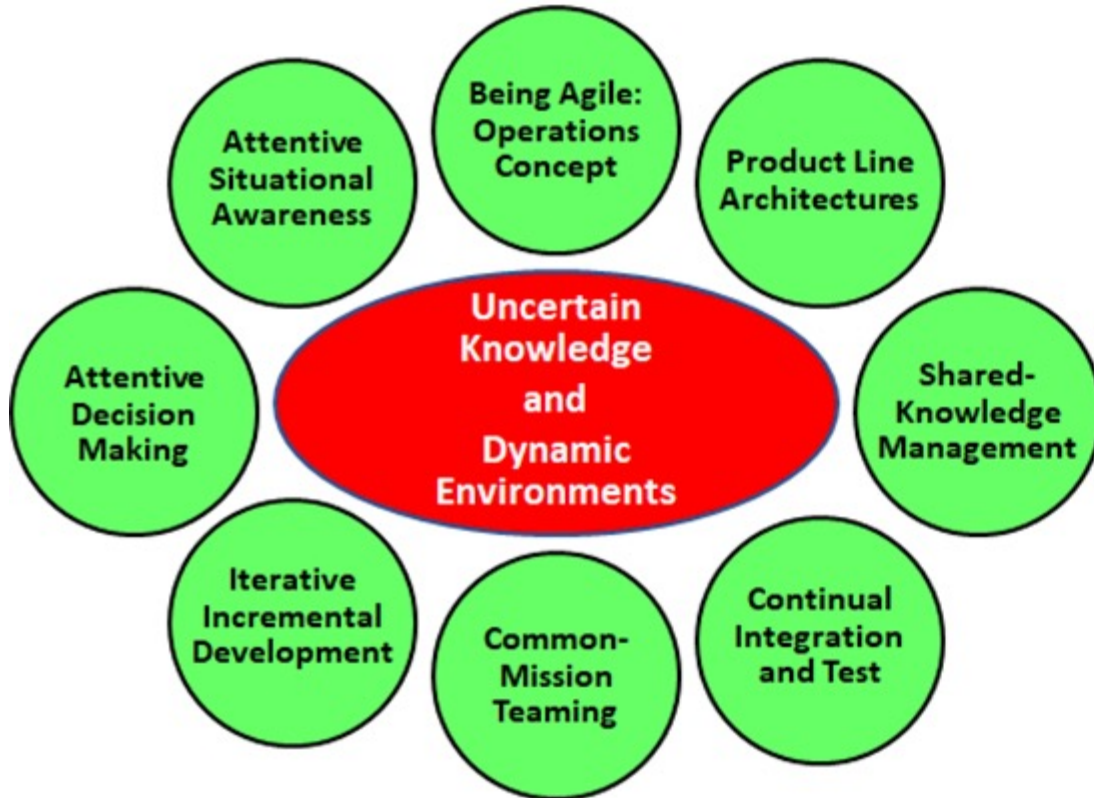 Being Agile:
Operations
Concept
Attentive
Situational
Awareness
Product Line
Architectures
Uncertain
Knowledge
and
Dynamic
Environments
Attentive
Decision
Making
Shared-
Knowledge
Management
Iterative
Incremental
Development
Common-
Mission
Teaming
Continual
Integration
and Test